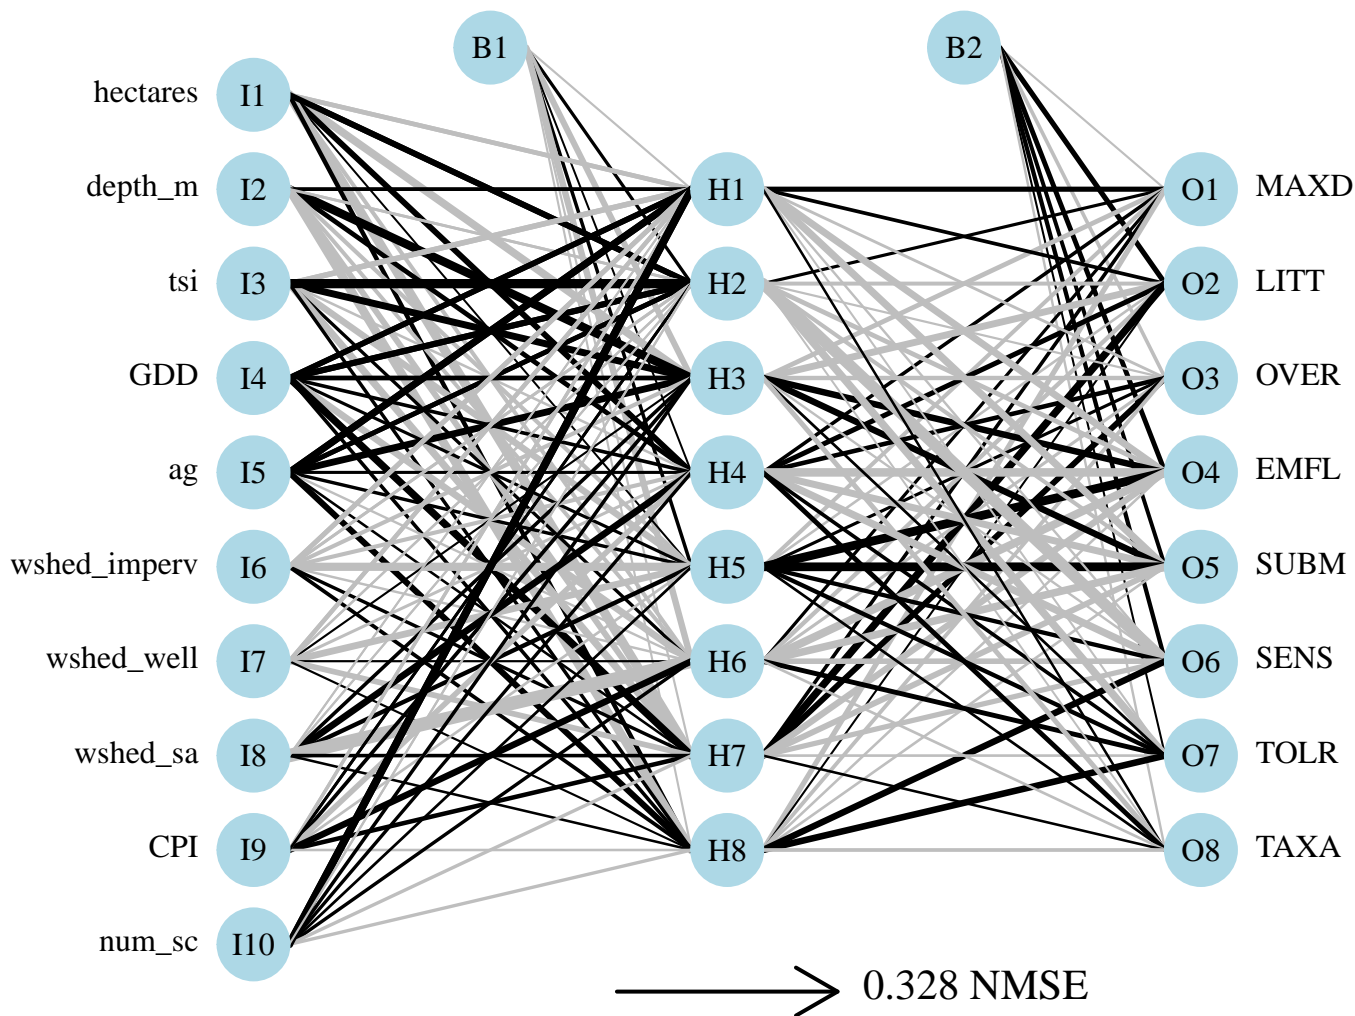 B1
B2
hectares I1
depth_m I2 H1 O1 MAXD
tsi I3 H2 O2 LITT
GDD I4 H3 O3 OVER
ag I5 H4 O4 EMFL
wshed_imperv I6 H5 O5 SUBM
wshed_well I7 H6 O6 SENS
wshed_sa I8 H7 O7 TOLR
CPI I9 H8 O8 TAXA
num_sc I10
0.328 NMSE